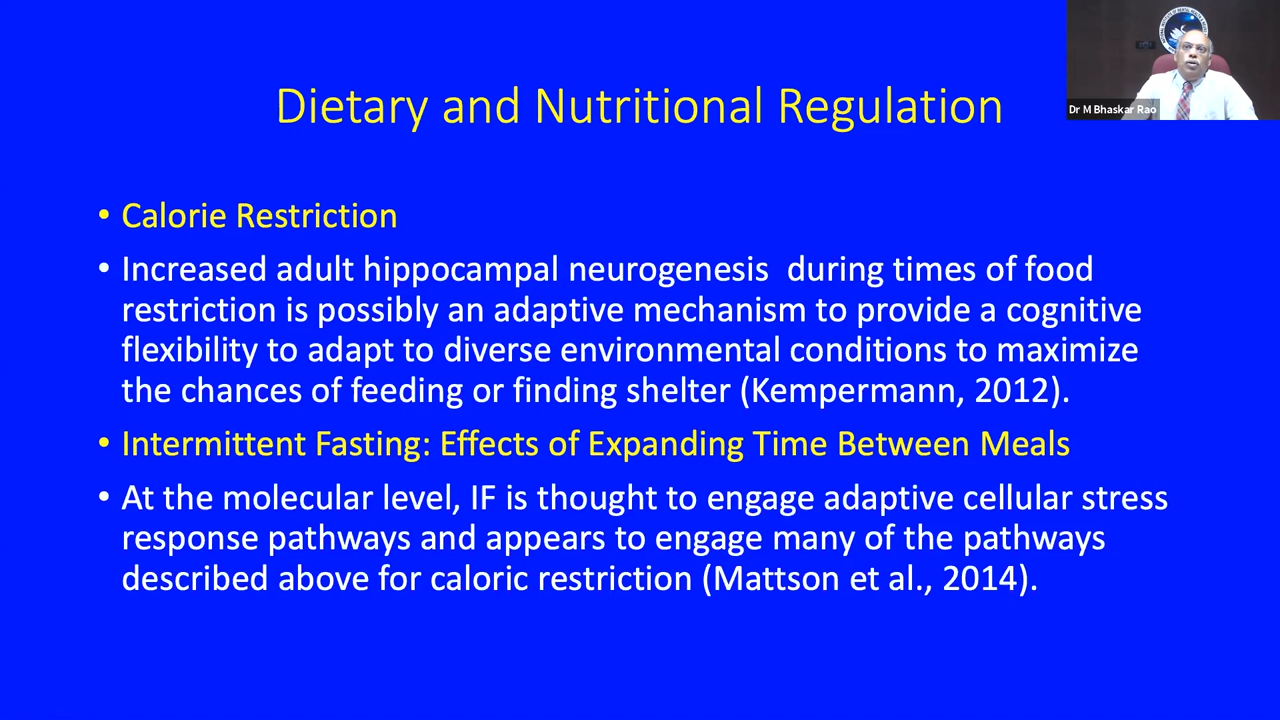 Dr M Bhaskar Rao
Dietary and Nutritional Regulation
• Calorie Restriction
• Increased adult hippocampal neurogenesis  during times of food
restriction is possibly an adaptive mechanism to provide a cognitive
flexibility to adapt to diverse environmental conditions to maximize
the chances of feeding or finding shelter (Kempermann, 2012).
• Intermittent Fasting: Effects of Expanding Time Between Meals
• At the molecular level, IF is thought to engage adaptive cellular stress
response pathways and appears to engage many of the pathways
described above for caloric restriction (Mattson et al., 2014).